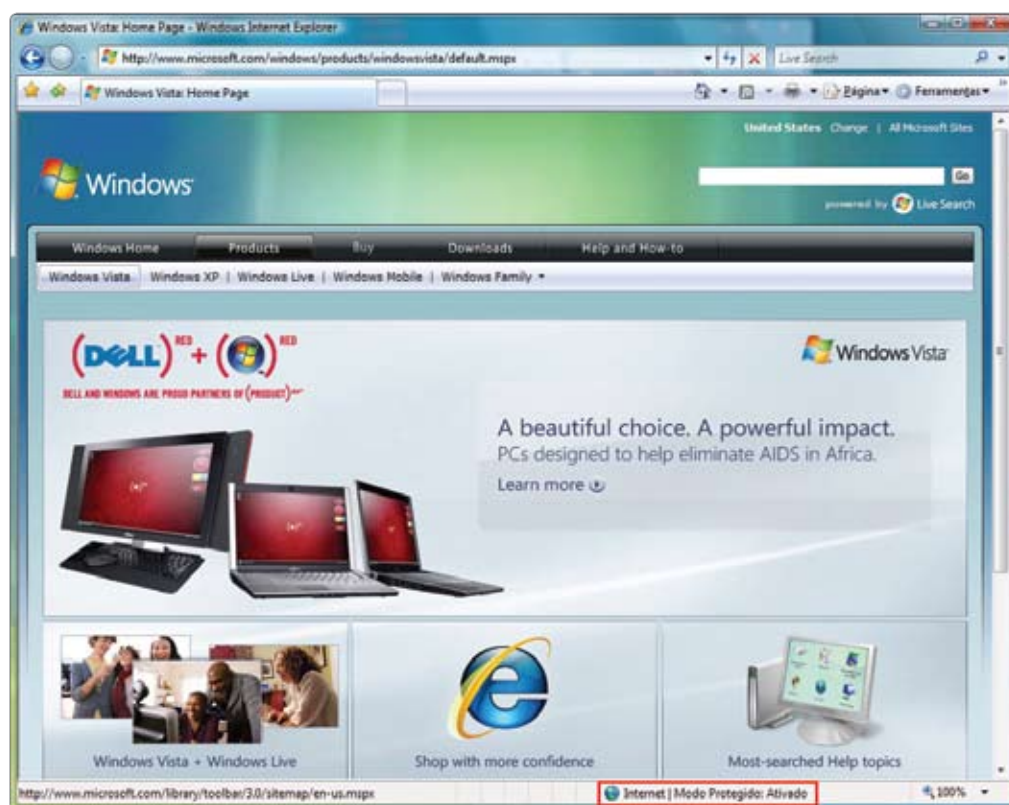 Windows Vista: Home Page - Windows Internet Explorer
http://www.microsoft.com/windows/products/windowsvista/default.mspx
Live Search
Windows Vista: Home Page
Página
Ferramentas
United States Change | All Microsoft Sites
Windows
Go
powered by Live Search
Windows Home Products Buy Downloads Help and How-to
Windows Vista Windows XP | Windows Live | Windows Mobile | Windows Family
(DELL) RED + ( ) RED
Windows Vista
DELL AND WINDOWS ARE PROUD PARTNERS OF (PRODUCT)RED
A beautiful choice. A powerful impact.
PCs designed to help eliminate AIDS in Africa.
Learn more
Windows Vista + Windows Live
Shop with more confidence
Most-searched Help topics
http://www.microsoft.com/library/toolbar/3.0/sitemap/en-us.mspx
Internet | Modo Protegido: Ativado
100%